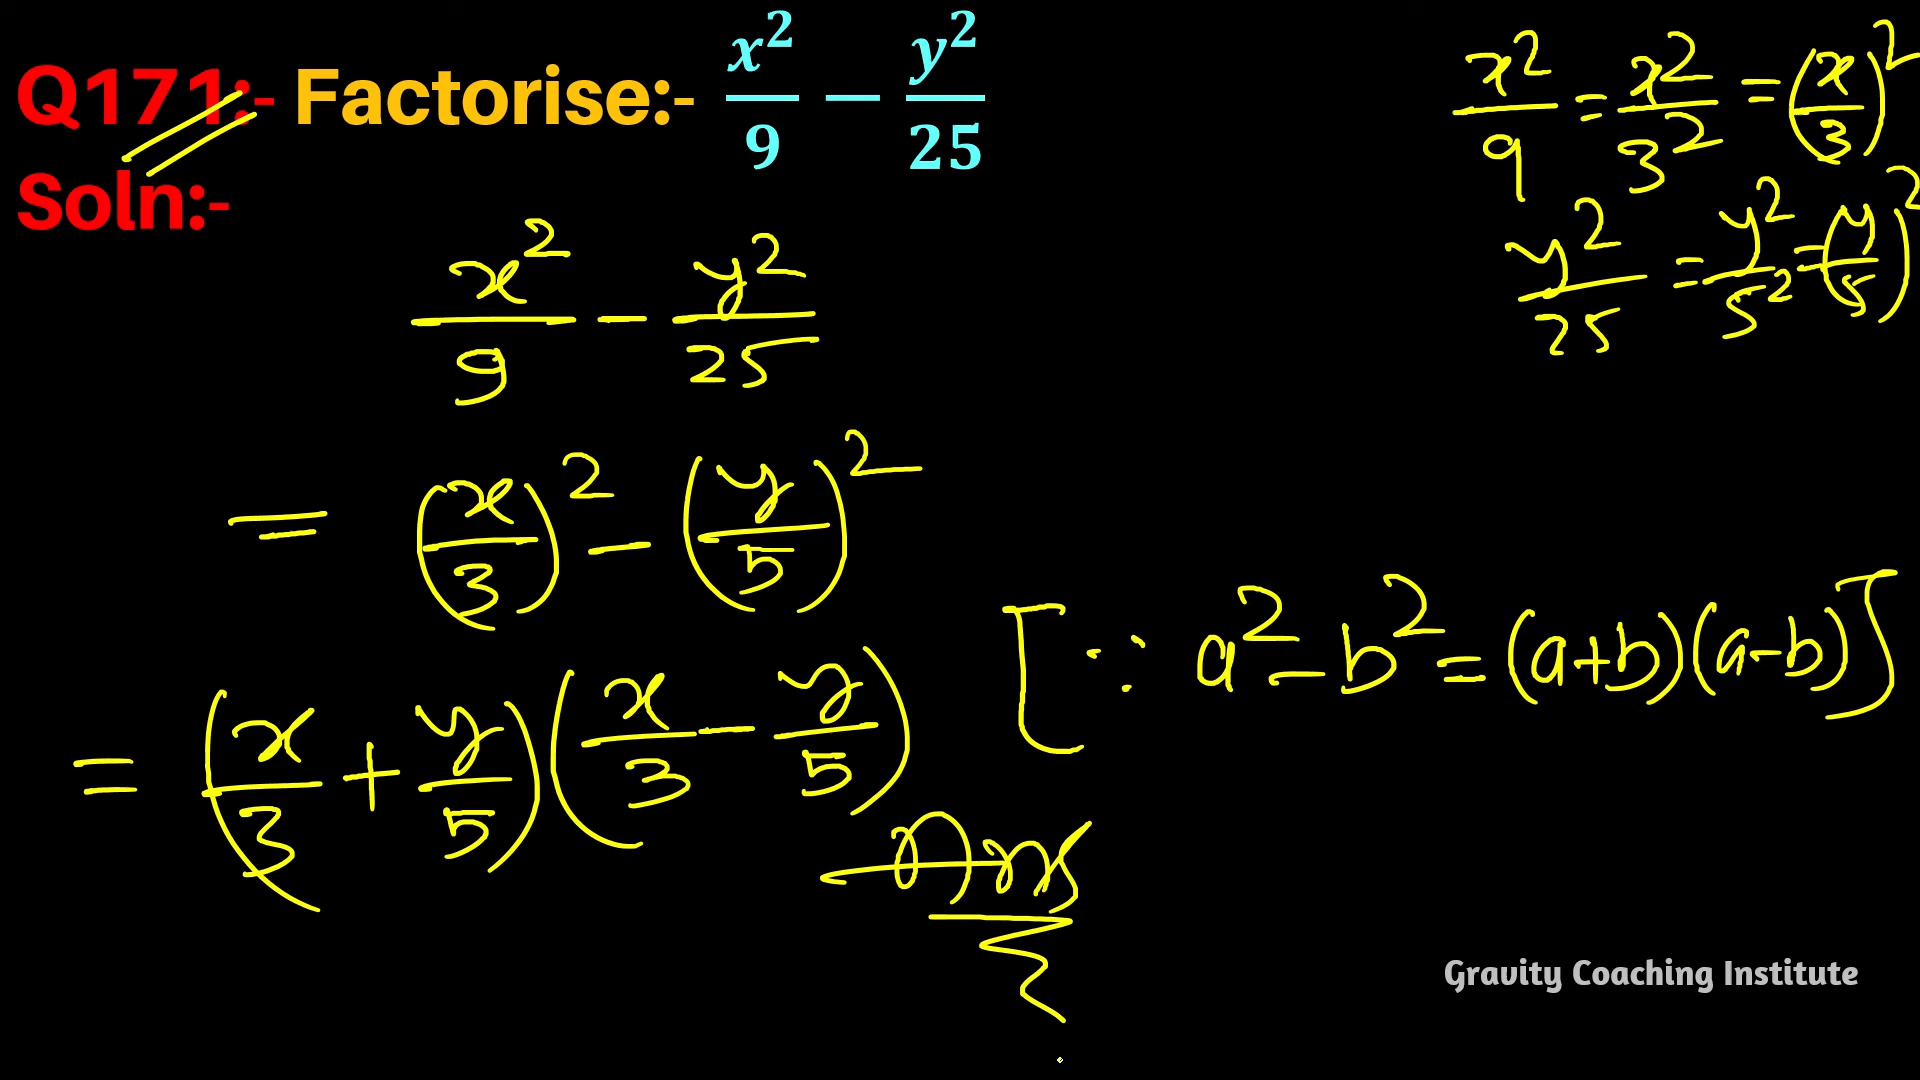 Q171:- Factorise:- x²/9 − y²/25
Soln:-
x²/9 = x²/3² = (x/3)²
y²/25 = y²/5² = (y/5)²
x²/9 − y²/25
= (x/3)² − (y/5)²
[∵ a² − b² = (a+b)(a−b)]
= (x/3 + y/5)(x/3 − y/5)
Ans
Gravity Coaching Institute